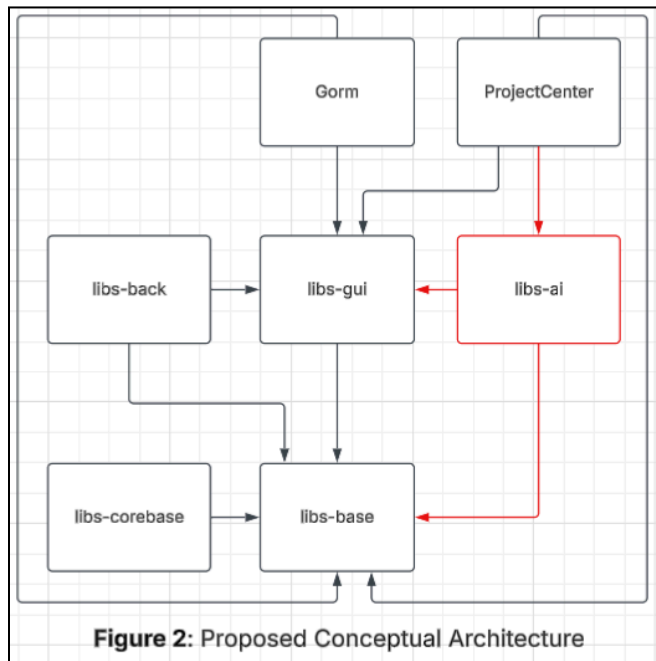 Gorm
ProjectCenter
libs-back
libs-gui
libs-ai
libs-corebase
libs-base
Figure 2: Proposed Conceptual Architecture